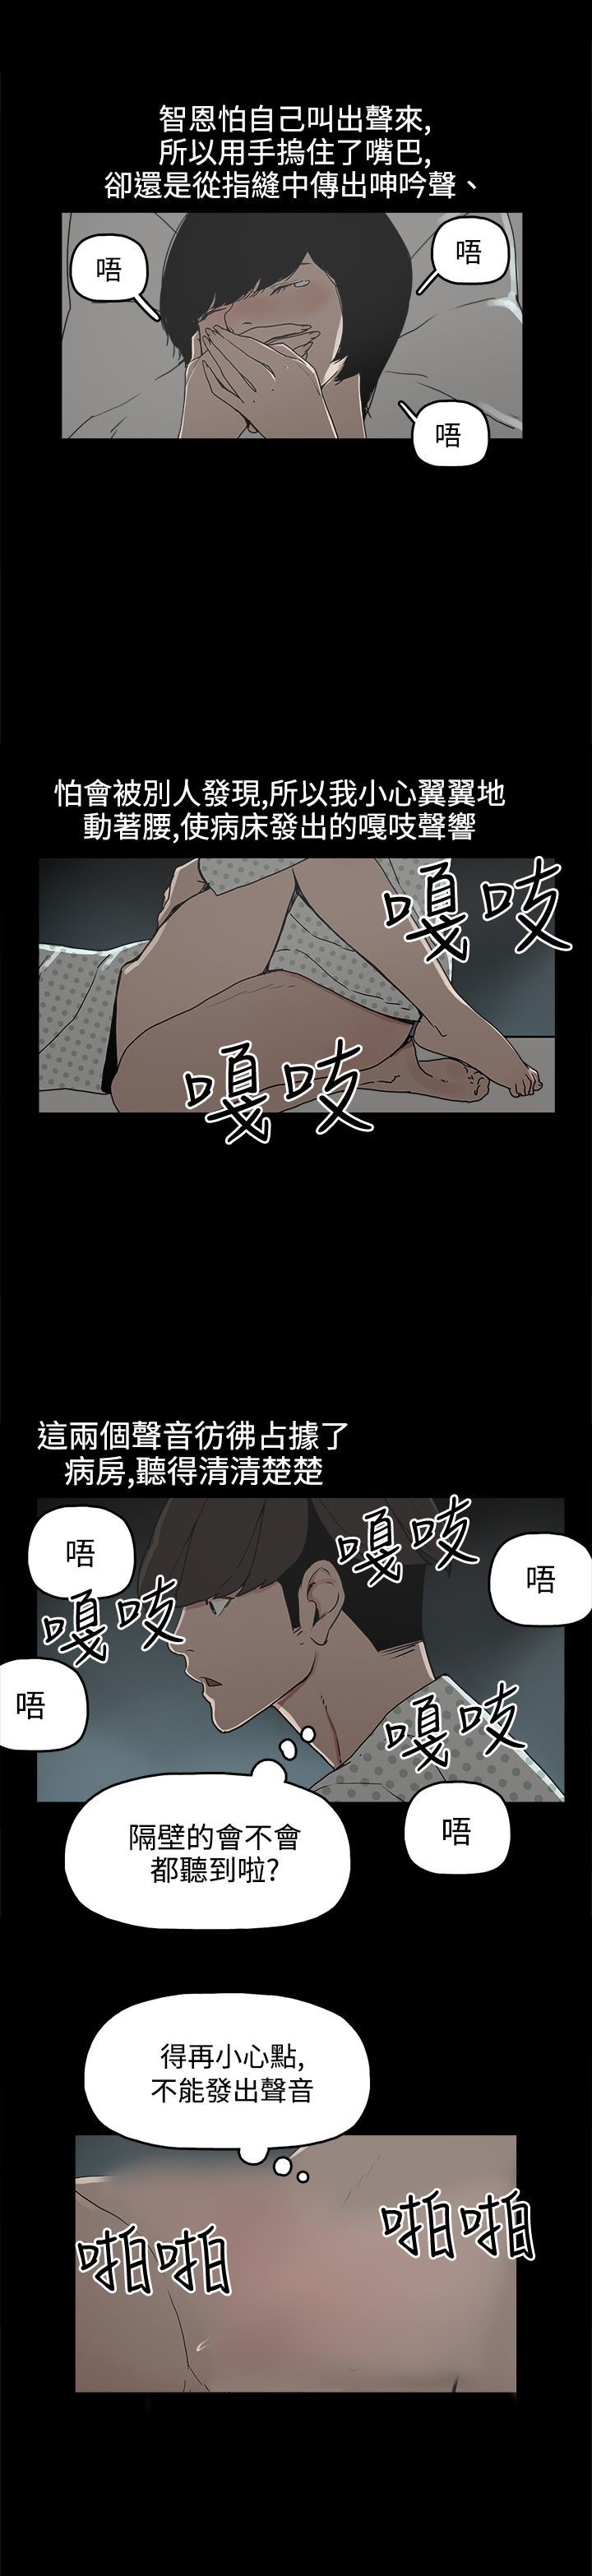 智恩怕自己叫出聲來,
所以用手摀住了嘴巴,
卻還是從指縫中傳出呻吟聲、
唔
唔
唔
怕會被別人發現,所以我小心翼翼地
動著腰,使病床發出的嘎吱聲響
嘎吱
嘎吱
這兩個聲音彷彿占據了
病房,聽得清清楚楚
嘎吱
唔
唔
嘎吱
唔
嘎吱
唔
隔壁的會不會
都聽到啦?
得再小心點,
不能發出聲音
啪啪
啪啪